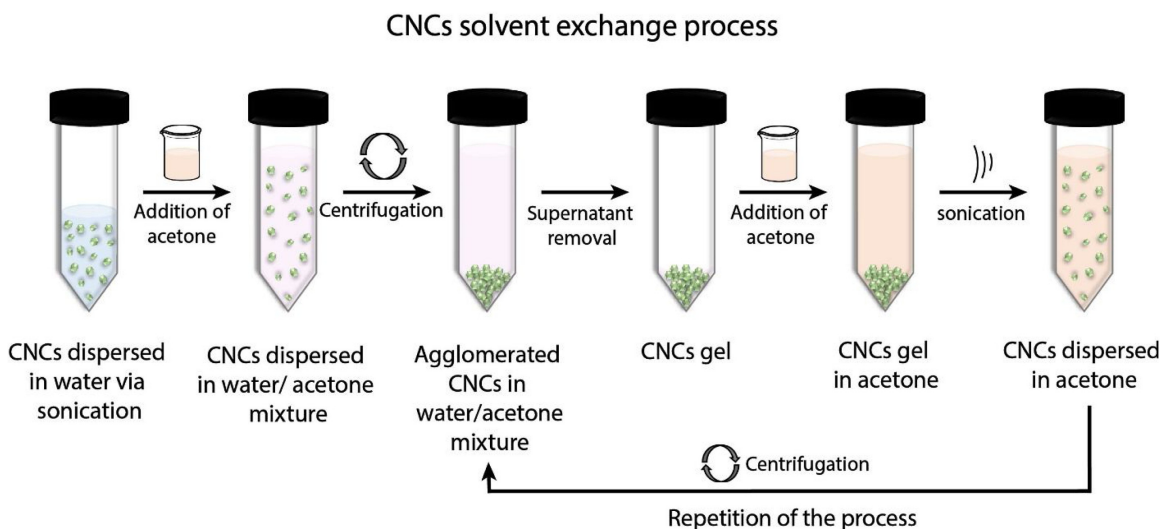 CNCs solvent exchange process
Addition of
acetone
Centrifugation
Supernatant
removal
Addition of
acetone
sonication
CNCs dispersed
in water via
sonication
CNCs dispersed
in water/ acetone
mixture
Agglomerated
CNCs in
water/acetone
mixture
CNCs gel
CNCs gel
in acetone
CNCs dispersed
in acetone
Centrifugation
Repetition of the process